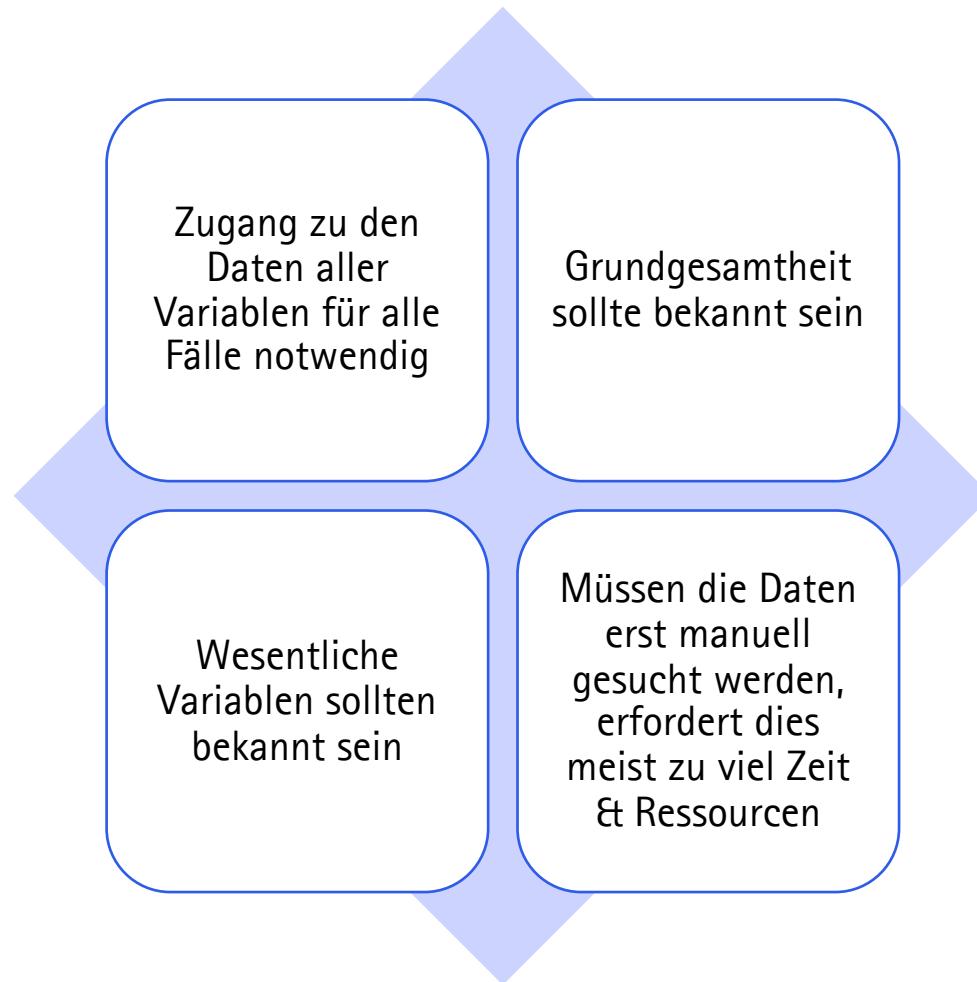 Zugang zu den
Daten aller
Variablen für alle
Fälle notwendig
Grundgesamtheit
sollte bekannt sein
Wesentliche
Variablen sollten
bekannt sein
Müssen die Daten
erst manuell
gesucht werden,
erfordert dies
meist zu viel Zeit
& Ressourcen